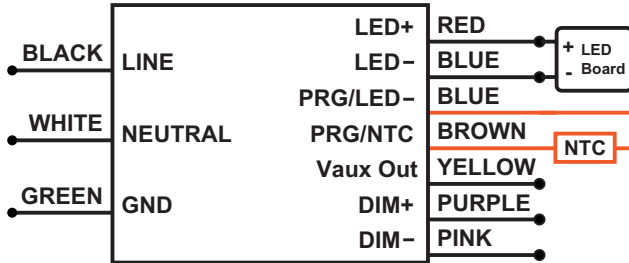 LED+ RED
BLACK LINE LED− BLUE + LED
- Board
PRG/LED− BLUE
WHITE NEUTRAL PRG/NTC BROWN NTC
Vaux Out YELLOW
GREEN GND DIM+ PURPLE
DIM− PINK